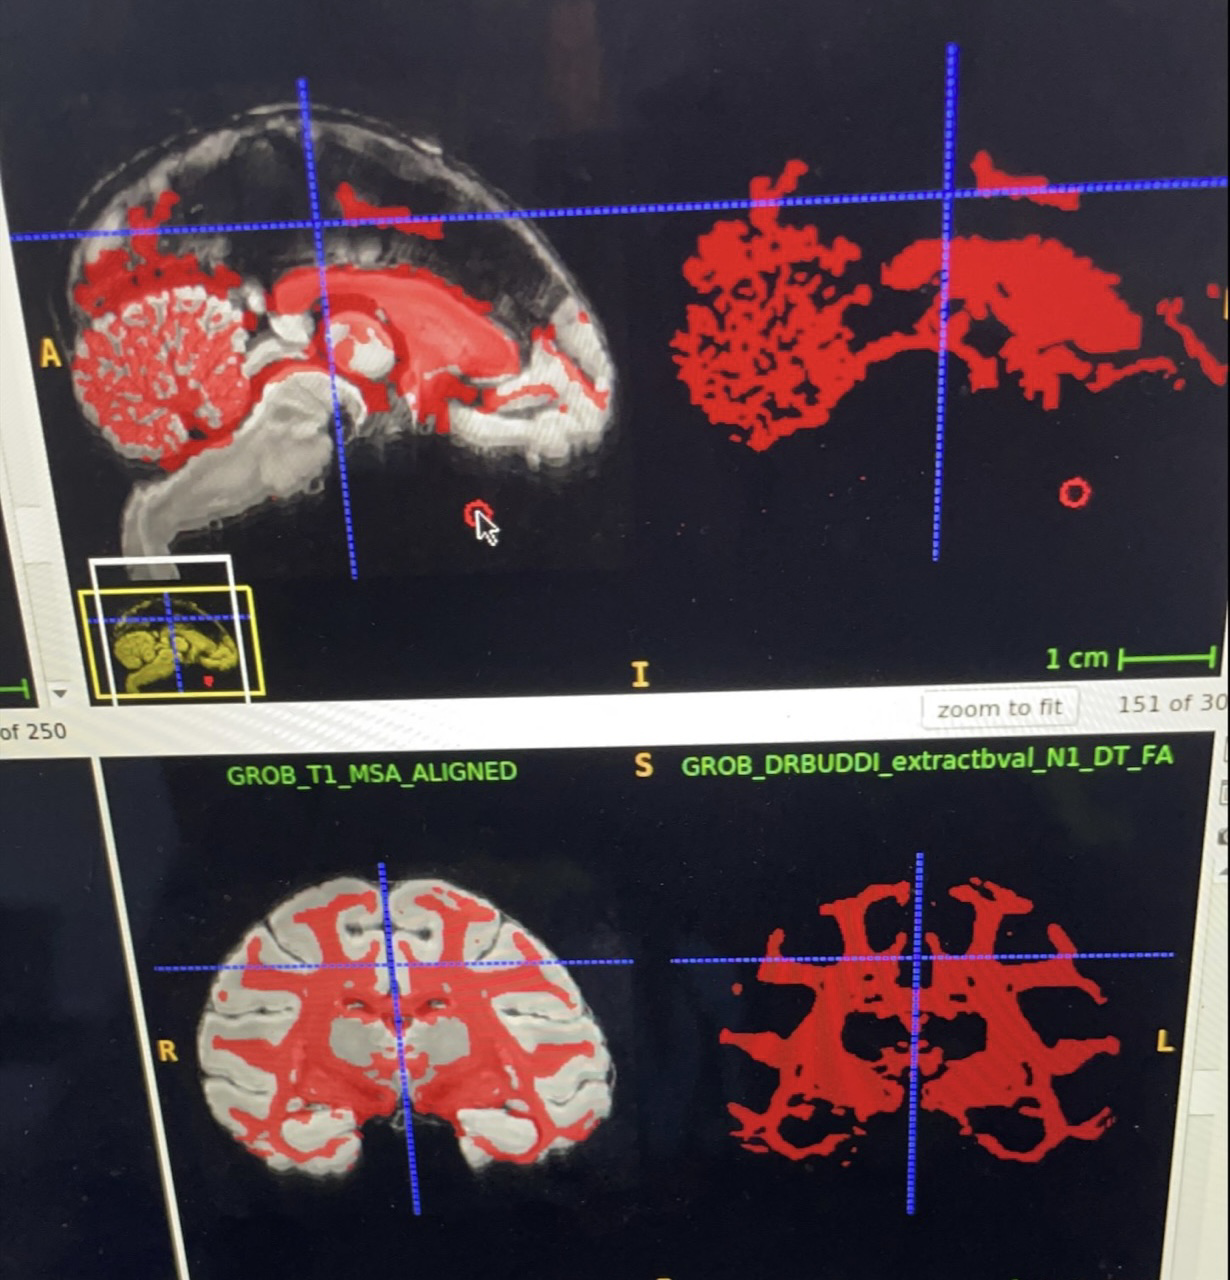 A
I
1 cm
of 250
zoom to fit
151 of 30
GROB_T1_MSA_ALIGNED
S
GROB_DRBUDDI_extractbval_N1_DT_FA
R
L